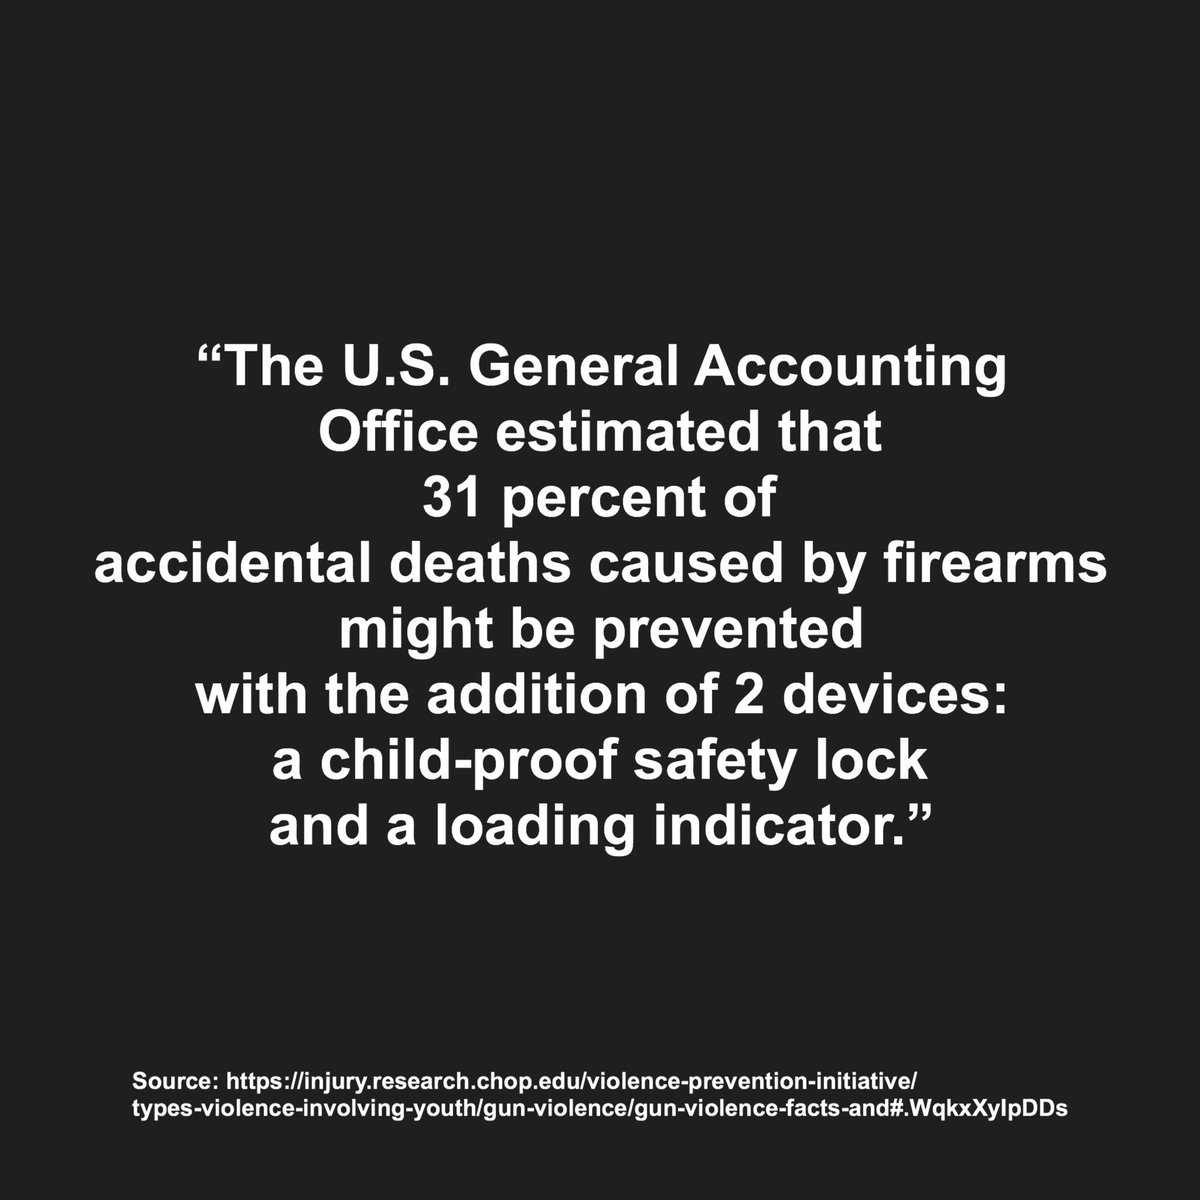 “The U.S. General Accounting
Office estimated that
31 percent of
accidental deaths caused by firearms
might be prevented
with the addition of 2 devices:
a child-proof safety lock
and a loading indicator.”
Source: https://injury.research.chop.edu/violence-prevention-initiative/
types-violence-involving-youth/gun-violence/gun-violence-facts-and#.WqkxXyIpDDs